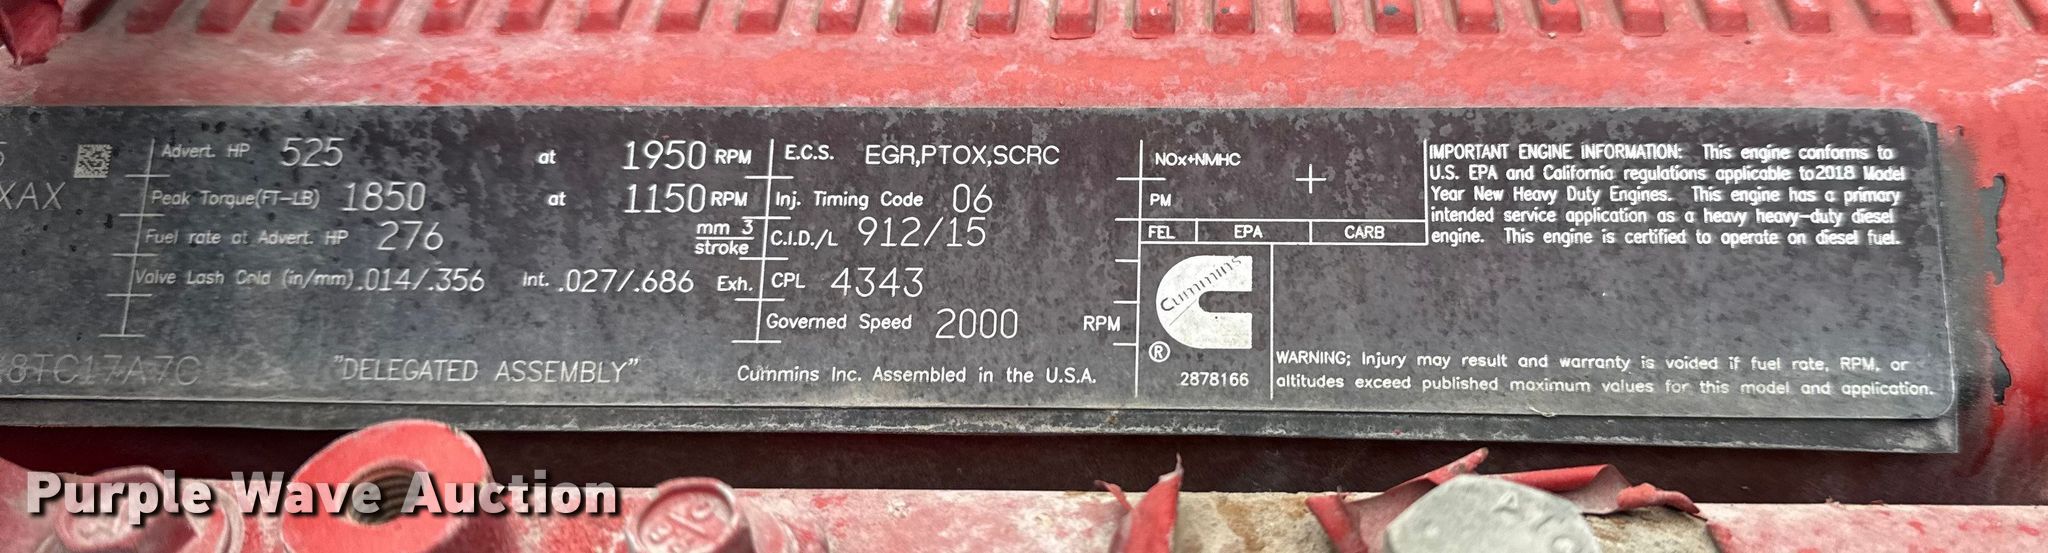 Advert. HP 525 at 1950 RPM
Peak Torque(FT-LB) 1850 at 1150 RPM
Fuel rate at Advert. HP 276 mm 3
stroke
Valve Lash Cold (in/mm) .014/.356 Int. .027/.686 Exh.
8TC17A7C "DELEGATED ASSEMBLY"
E.C.S. EGR,PTOX,SCRC
Inj. Timing Code 06
C.I.D./L 912/15
CPL 4343
Governed Speed 2000 RPM
Cummins Inc. Assembled in the U.S.A.
NOx+NMHC +
PM
FEL EPA CARB
Cummins
®
2878166
IMPORTANT ENGINE INFORMATION: This engine conforms to
U.S. EPA and California regulations applicable to 2018 Model
Year New Heavy Duty Engines. This engine has a primary
intended service application as a heavy heavy-duty diesel
engine. This engine is certified to operate on diesel fuel.
WARNING; Injury may result and warranty is voided if fuel rate, RPM, or
altitudes exceed published maximum values for this model and application.
Purple Wave Auction